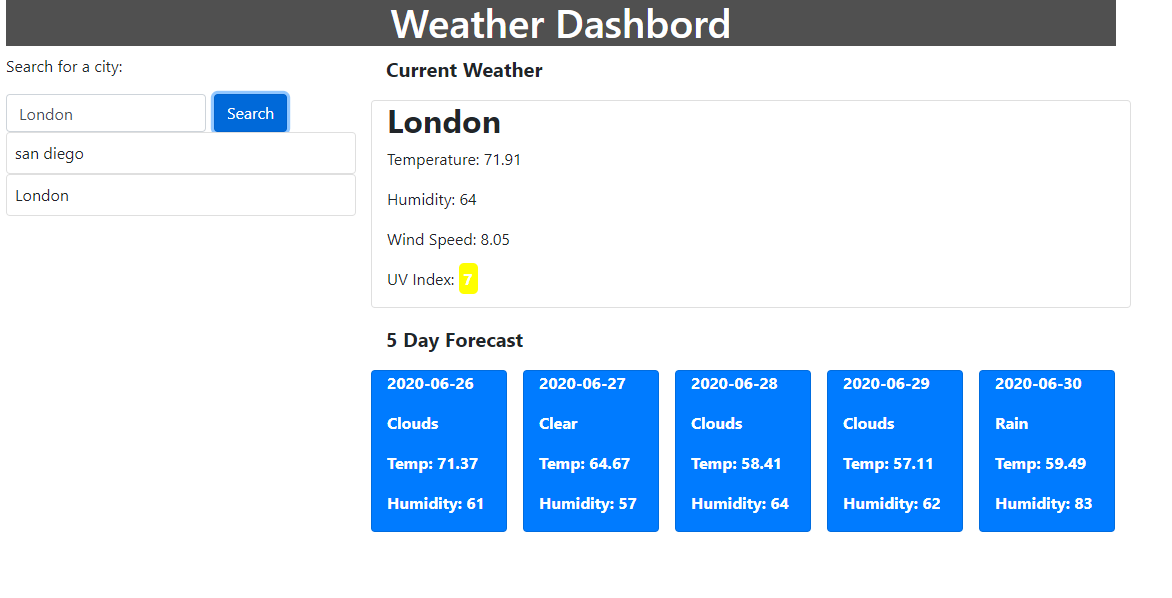 Weather Dashbord
Search for a city:
London
Search
san diego
London
Current Weather
London
Temperature: 71.91
Humidity: 64
Wind Speed: 8.05
UV Index: 7
5 Day Forecast
2020-06-26
Clouds
Temp: 71.37
Humidity: 61
2020-06-27
Clear
Temp: 64.67
Humidity: 57
2020-06-28
Clouds
Temp: 58.41
Humidity: 64
2020-06-29
Clouds
Temp: 57.11
Humidity: 62
2020-06-30
Rain
Temp: 59.49
Humidity: 83